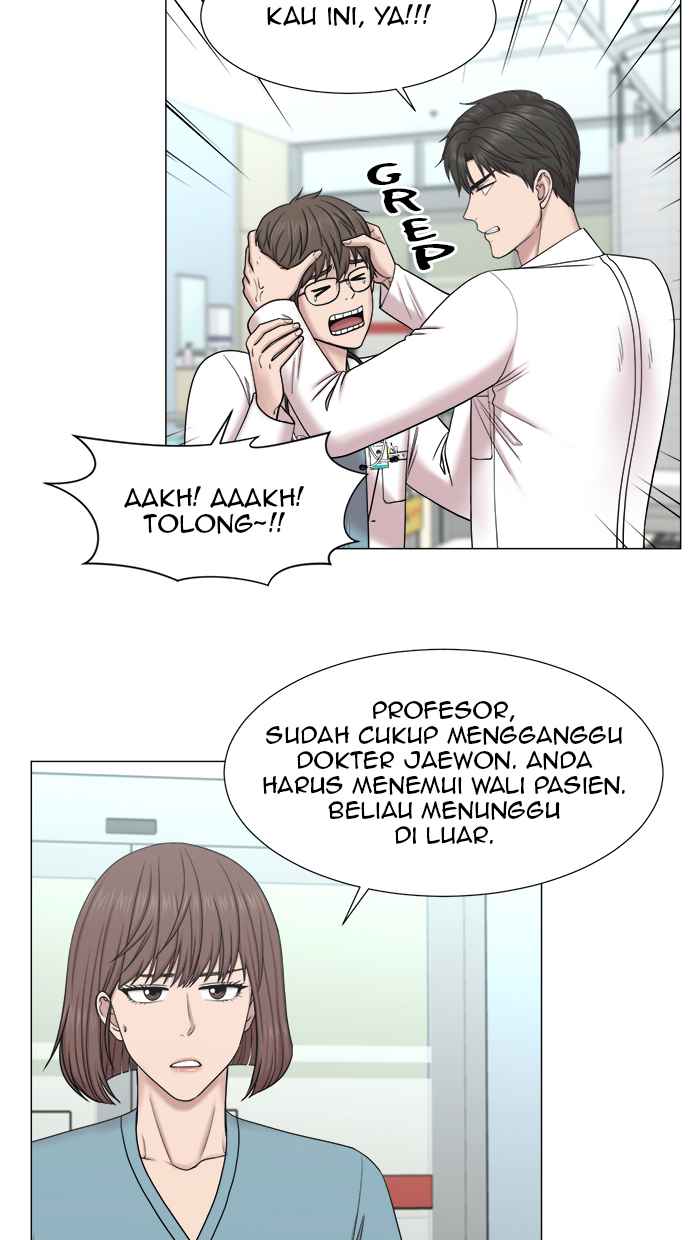 KAU INI, YA!!!
GREP
AAKH! AAAKH!
TOLONG~!!
PROFESOR,
SUDAH CUKUP MENGGANGGU
DOKTER JAEWON. ANDA
HARUS MENEMUI WALI PASIEN.
BELIAU MENUNGGU
DI LUAR.